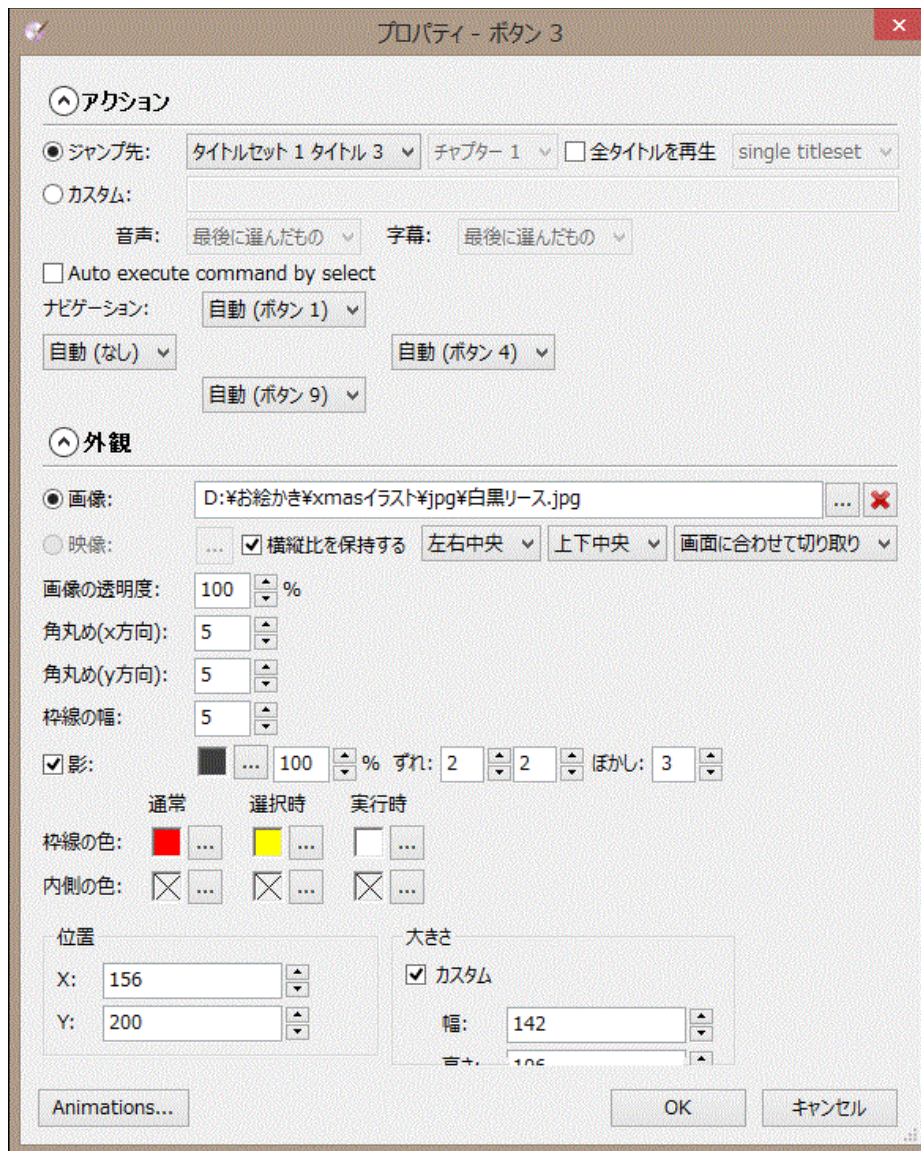 プロパティ - ボタン 3
アクション
ジャンプ先: タイトルセット 1 タイトル 3 チャプター 1 全タイトルを再生 single titleset
カスタム:
音声: 最後に選んだもの 字幕: 最後に選んだもの
Auto execute command by select
ナビゲーション: 自動 (ボタン 1)
自動 (なし) 自動 (ボタン 4)
自動 (ボタン 9)
外観
画像: D:¥お絵かき¥xmasイラスト¥jpg¥白黒リース.jpg ...
映像: ... 横縦比を保持する 左右中央 上下中央 画面に合わせて切り取り
画像の透明度: 100 %
角丸め(x方向): 5
角丸め(y方向): 5
枠線の幅: 5
影: ... 100 % ずれ: 2 2 ぼかし: 3
通常 選択時 実行時
枠線の色: ... ... ...
内側の色: ... ... ...
位置 大きさ
X: 156 カスタム
Y: 200 幅: 142
高さ: 106
Animations... OK キャンセル